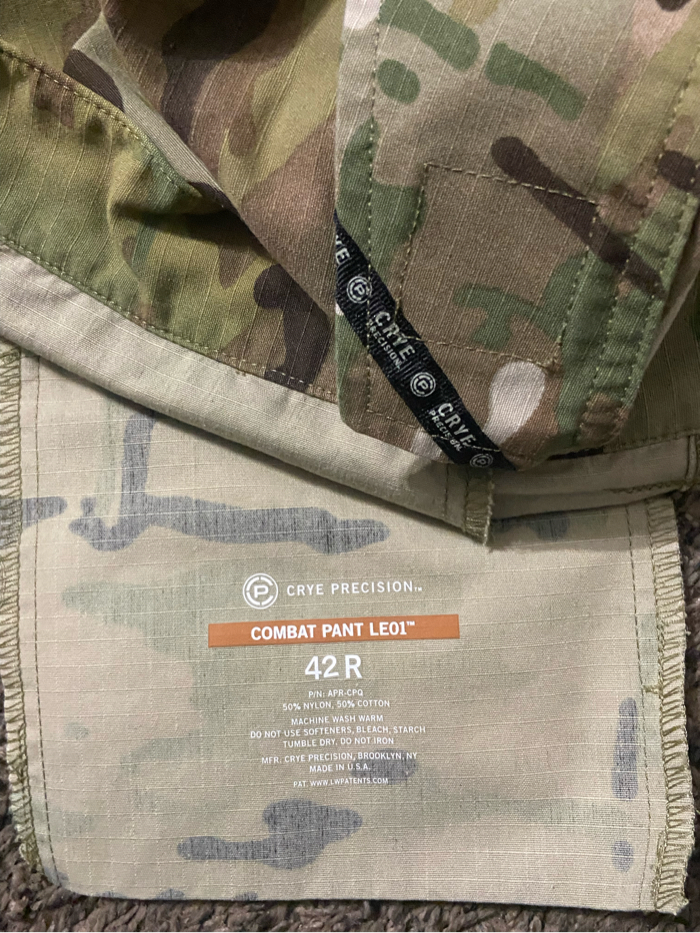 YE
CRYE
PRECISION
CRYE
PRECISION
CRYE PRECISION™
COMBAT PANT LE01™
42 R
P/N: APR-CPQ
50% NYLON, 50% COTTON
MACHINE WASH WARM
DO NOT USE SOFTENERS, BLEACH, STARCH
TUMBLE DRY, DO NOT IRON
MFR. CRYE PRECISION, BROOKLYN, NY
MADE IN U.S.A.
PAT. WWW.LWPATENTS.COM